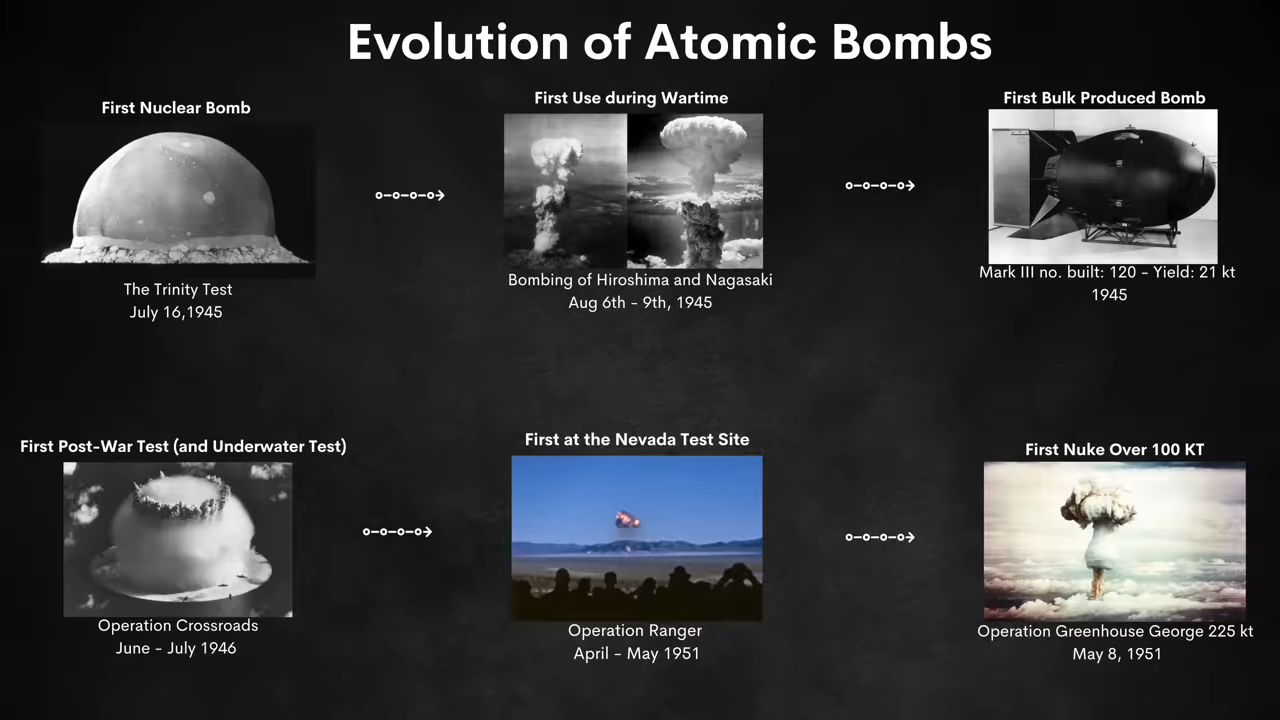 Evolution of Atomic Bombs
First Nuclear Bomb
The Trinity Test
July 16,1945
First Use during Wartime
Bombing of Hiroshima and Nagasaki
Aug 6th - 9th, 1945
First Bulk Produced Bomb
Mark III no. built: 120 - Yield: 21 kt
1945
First Post-War Test (and Underwater Test)
Operation Crossroads
June - July 1946
First at the Nevada Test Site
Operation Ranger
April - May 1951
First Nuke Over 100 KT
Operation Greenhouse George 225 kt
May 8, 1951